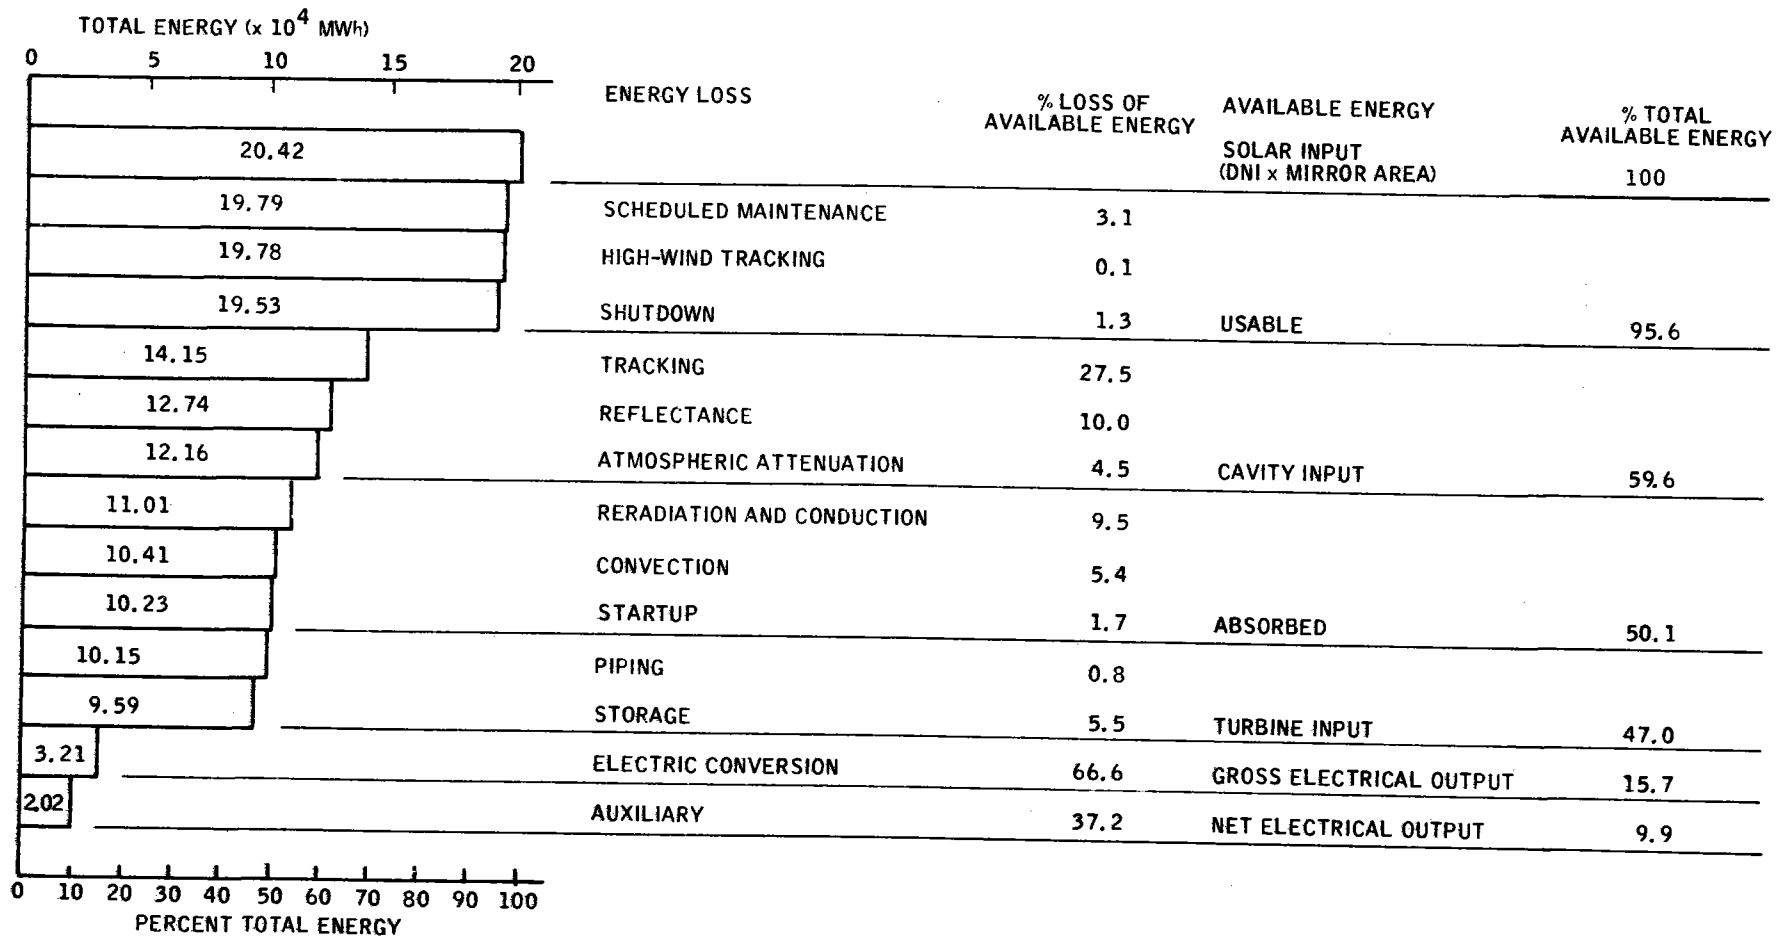 TOTAL ENERGY (x 10⁴ MWh)
0 5 10 15 20
ENERGY LOSS
% LOSS OF
AVAILABLE ENERGY
AVAILABLE ENERGY
% TOTAL
AVAILABLE ENERGY
20.42
SOLAR INPUT
(DNI x MIRROR AREA)
100
19.79 SCHEDULED MAINTENANCE 3.1
19.78 HIGH-WIND TRACKING 0.1
19.53 SHUTDOWN 1.3 USABLE 95.6
14.15 TRACKING 27.5
12.74 REFLECTANCE 10.0
12.16 ATMOSPHERIC ATTENUATION 4.5 CAVITY INPUT 59.6
11.01 RERADIATION AND CONDUCTION 9.5
10.41 CONVECTION 5.4
10.23 STARTUP 1.7 ABSORBED 50.1
10.15 PIPING 0.8
9.59 STORAGE 5.5 TURBINE INPUT 47.0
3.21 ELECTRIC CONVERSION 66.6 GROSS ELECTRICAL OUTPUT 15.7
2.02 AUXILIARY 37.2 NET ELECTRICAL OUTPUT 9.9
0 10 20 30 40 50 60 70 80 90 100
PERCENT TOTAL ENERGY